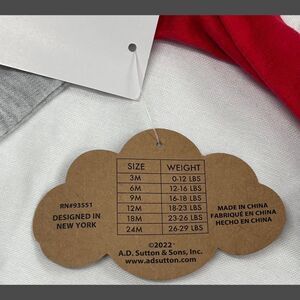 SIZE WEIGHT
3M 0-12 LBS
6M 12-16 LBS
9M 16-18 LBS
12M 18-23 LBS
18M 23-26 LBS
24M 26-29 LBS
RN#93551
DESIGNED IN
NEW YORK
MADE IN CHINA
FABRIQUÉ EN CHINA
HECHO EN CHINA
©2022
A.D. Sutton & Sons, Inc.
www.adsutton.com